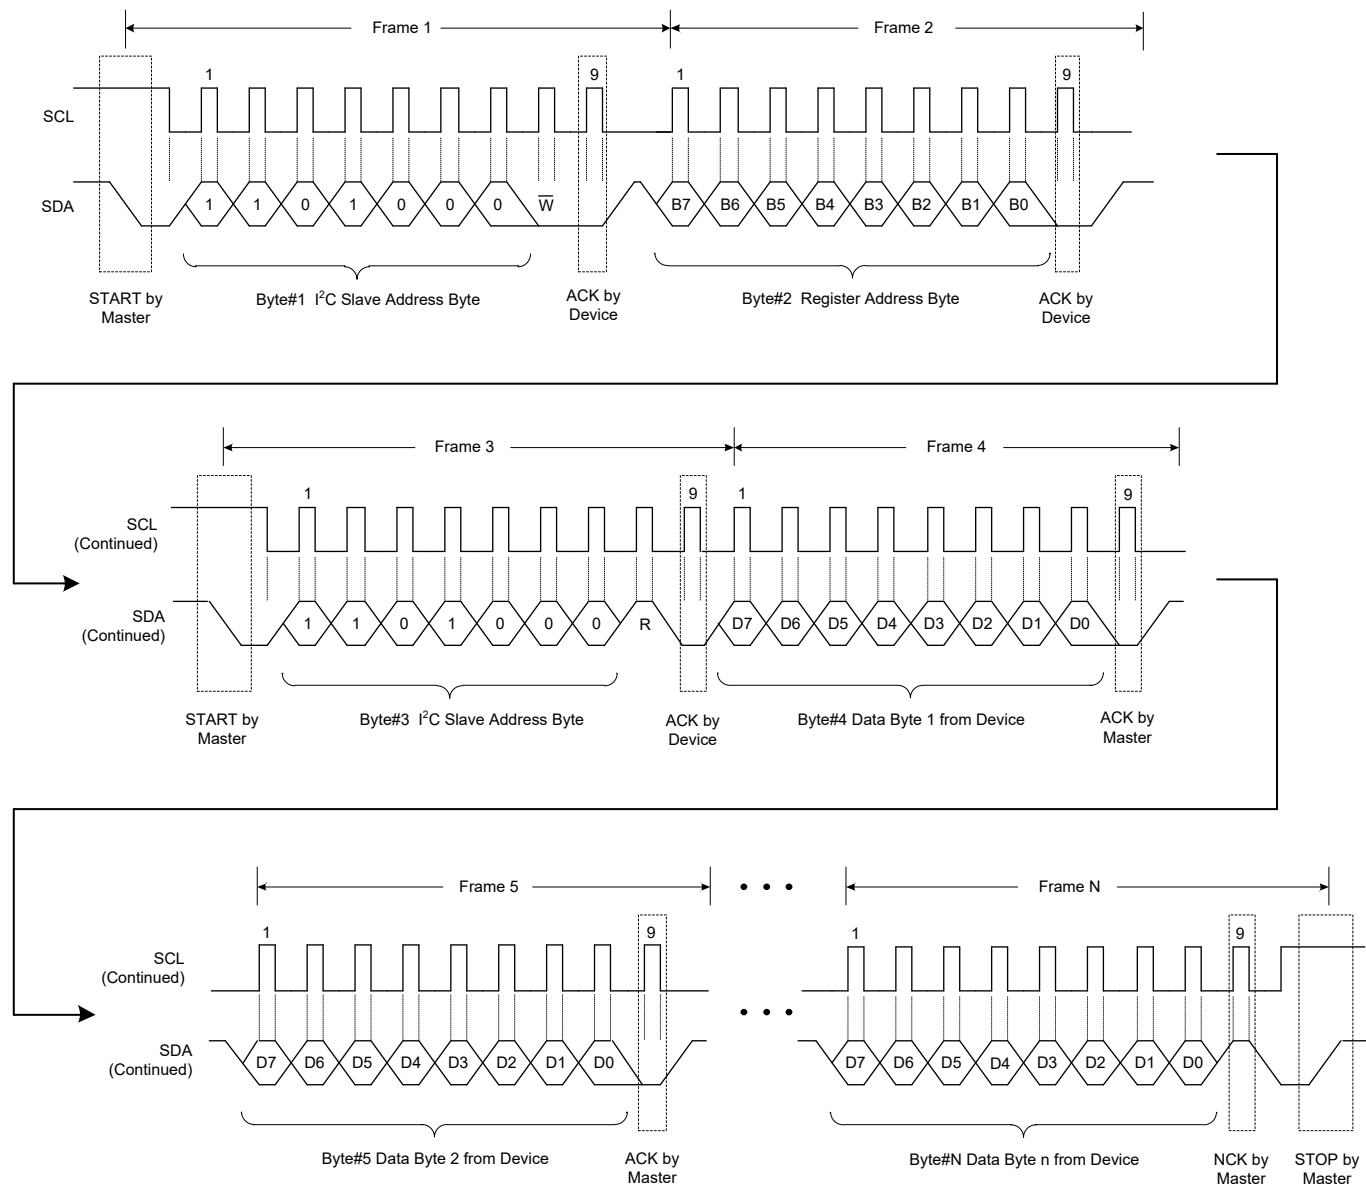 Frame 1
Frame 2
1
9
1
9
SCL
SDA
1
1
0
1
0
0
0
W
B7
B6
B5
B4
B3
B2
B1
B0
START by
Master
Byte#1 I²C Slave Address Byte
ACK by
Device
Byte#2 Register Address Byte
ACK by
Device
Frame 3
Frame 4
1
9
1
9
SCL
(Continued)
SDA
(Continued)
1
1
0
1
0
0
0
R
D7
D6
D5
D4
D3
D2
D1
D0
START by
Master
Byte#3 I²C Slave Address Byte
ACK by
Device
Byte#4 Data Byte 1 from Device
ACK by
Master
Frame 5
Frame N
1
9
1
9
SCL
(Continued)
SDA
(Continued)
D7
D6
D5
D4
D3
D2
D1
D0
D7
D6
D5
D4
D3
D2
D1
D0
Byte#5 Data Byte 2 from Device
ACK by
Master
Byte#N Data Byte n from Device
NCK by
Master
STOP by
Master